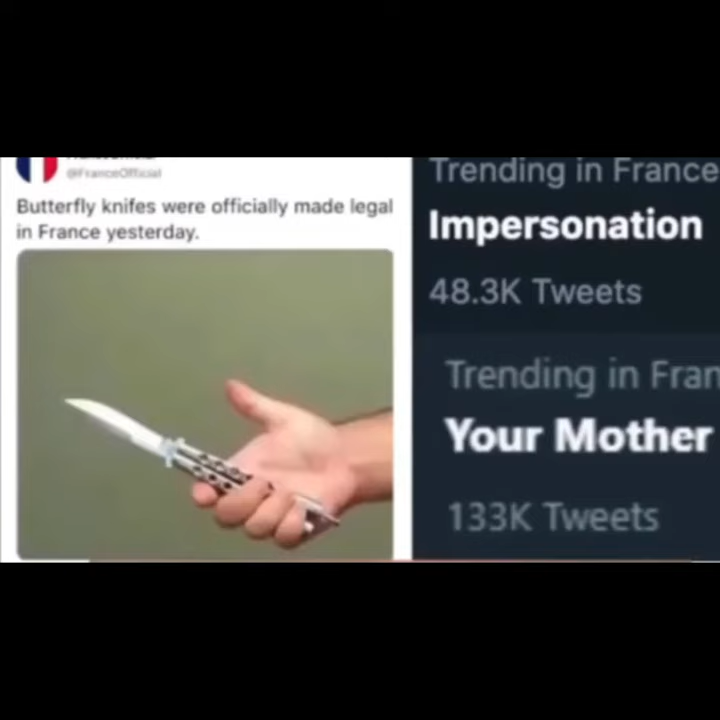 @FranceOfficial
Butterfly knifes were officially made legal
in France yesterday.
Trending in France
Impersonation
48.3K Tweets
Trending in Fran
Your Mother
133K Tweets